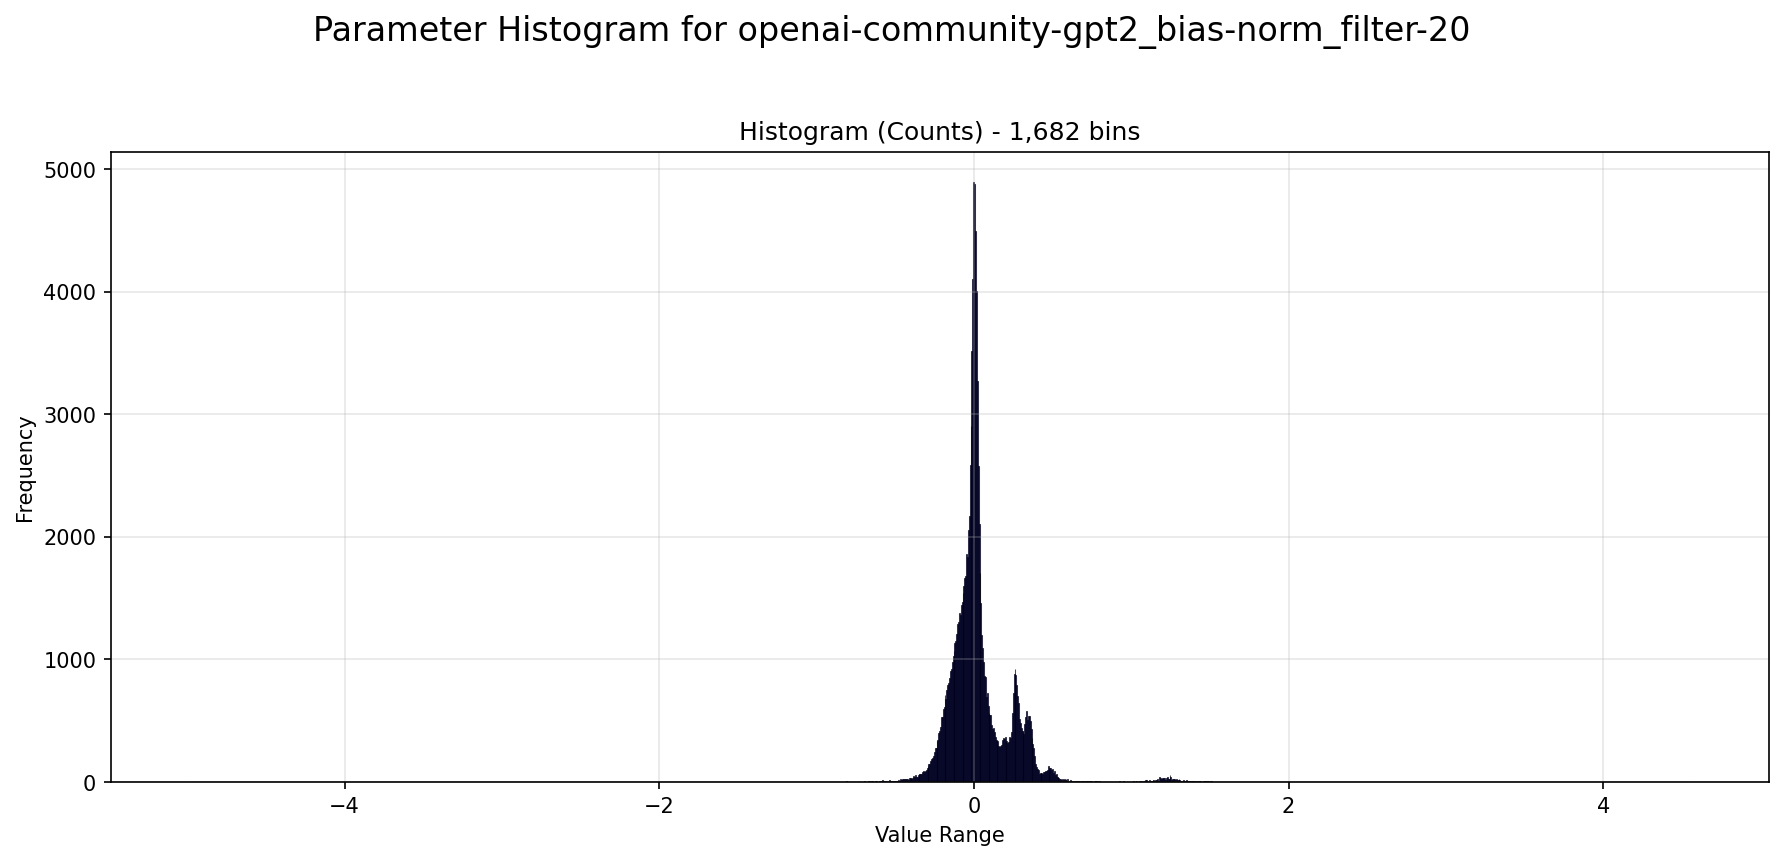 Parameter Histogram for openai-community-gpt2_bias-norm_filter-20
Histogram (Counts) - 1,682 bins
5000
4000
3000
2000
1000
0
Frequency
−4
−2
0
2
4
Value Range